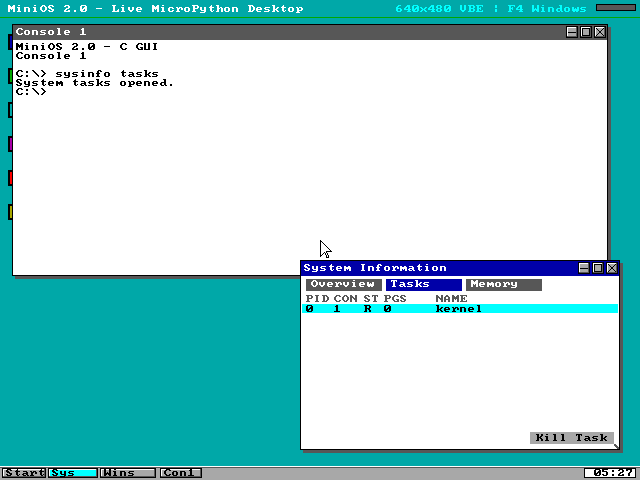 MiniOS 2.0 - Live MicroPython Desktop 640x480 VBE | F4 Windows
Console 1
MiniOS 2.0 - C GUI
Console 1
C:\> sysinfo tasks
System tasks opened.
C:\>
System Information
Overview Tasks Memory
PID CON ST PGS NAME
0 1 R 0 kernel
Kill Task
Start Sys Wins Con1 05:27